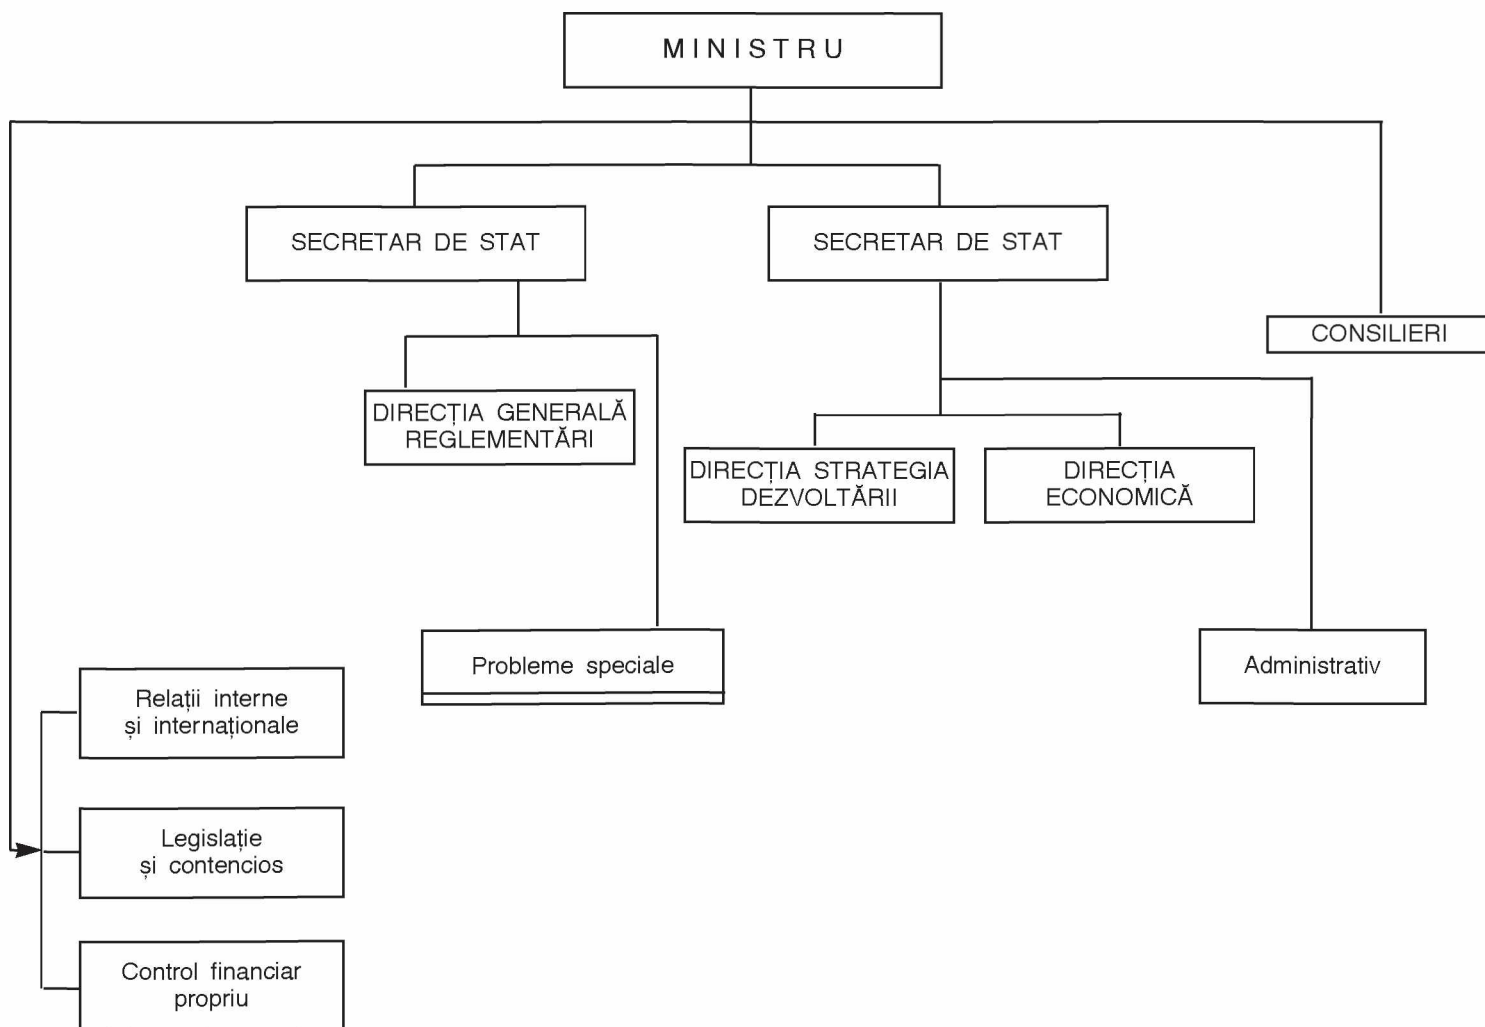 MINISTRU
SECRETAR DE STAT
SECRETAR DE STAT
CONSILIERI
DIRECȚIA GENERALĂ
REGLEMENTĂRI
DIRECȚIA STRATEGIA
DEZVOLTĂRII
DIRECȚIA
ECONOMICĂ
Probleme speciale
Administrativ
Relații interne
și internaționale
Legislație
și contencios
Control financiar
propriu